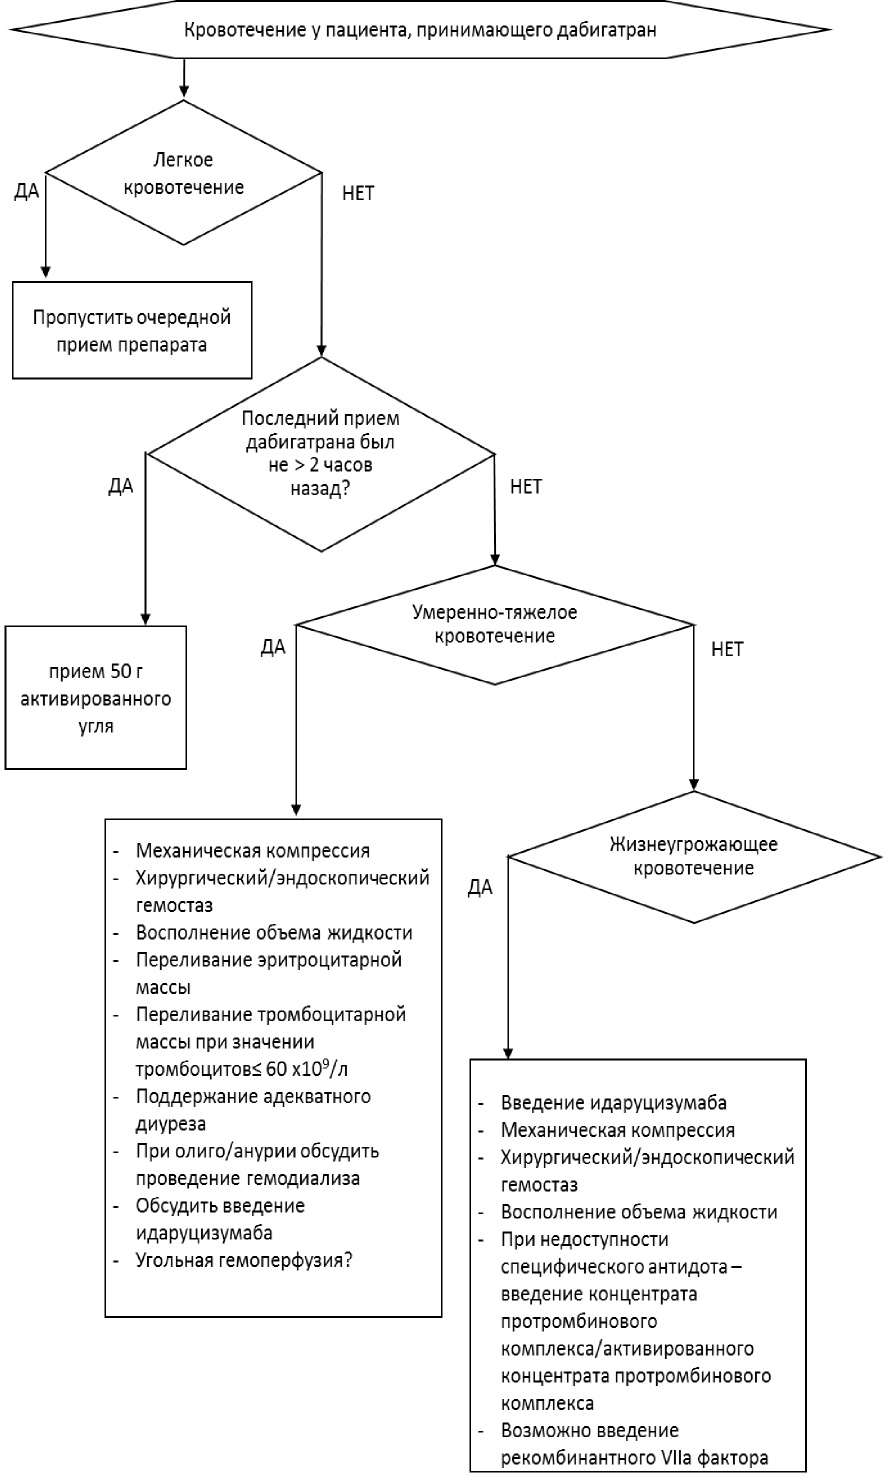 Кровотечение у пациента, принимающего дабигатран
Легкое
кровотечение
ДА
НЕТ
Пропустить очередной
прием препарата
Последний прием
дабигатрана был
не > 2 часов
назад?
ДА
НЕТ
прием 50 г
активированного
угля
Умеренно-тяжелое
кровотечение
ДА
НЕТ
- Механическая компрессия
- Хирургический/эндоскопический
гемостаз
- Восполнение объема жидкости
- Переливание эритроцитарной
массы
- Переливание тромбоцитарной
массы при значении
тромбоцитов≤ 60 х10⁹/л
- Поддержание адекватного
диуреза
- При олиго/анурии обсудить
проведение гемодиализа
- Обсудить введение
идаруцизумаба
- Угольная гемоперфузия?
Жизнеугрожающее
кровотечение
ДА
- Введение идаруцизумаба
- Механическая компрессия
- Хирургический/эндоскопический
гемостаз
- Восполнение объема жидкости
- При недоступности
специфического антидота –
введение концентрата
протромбинового
комплекса/активированного
концентрата протромбинового
комплекса
- Возможно введение
рекомбинантного VIIa фактора